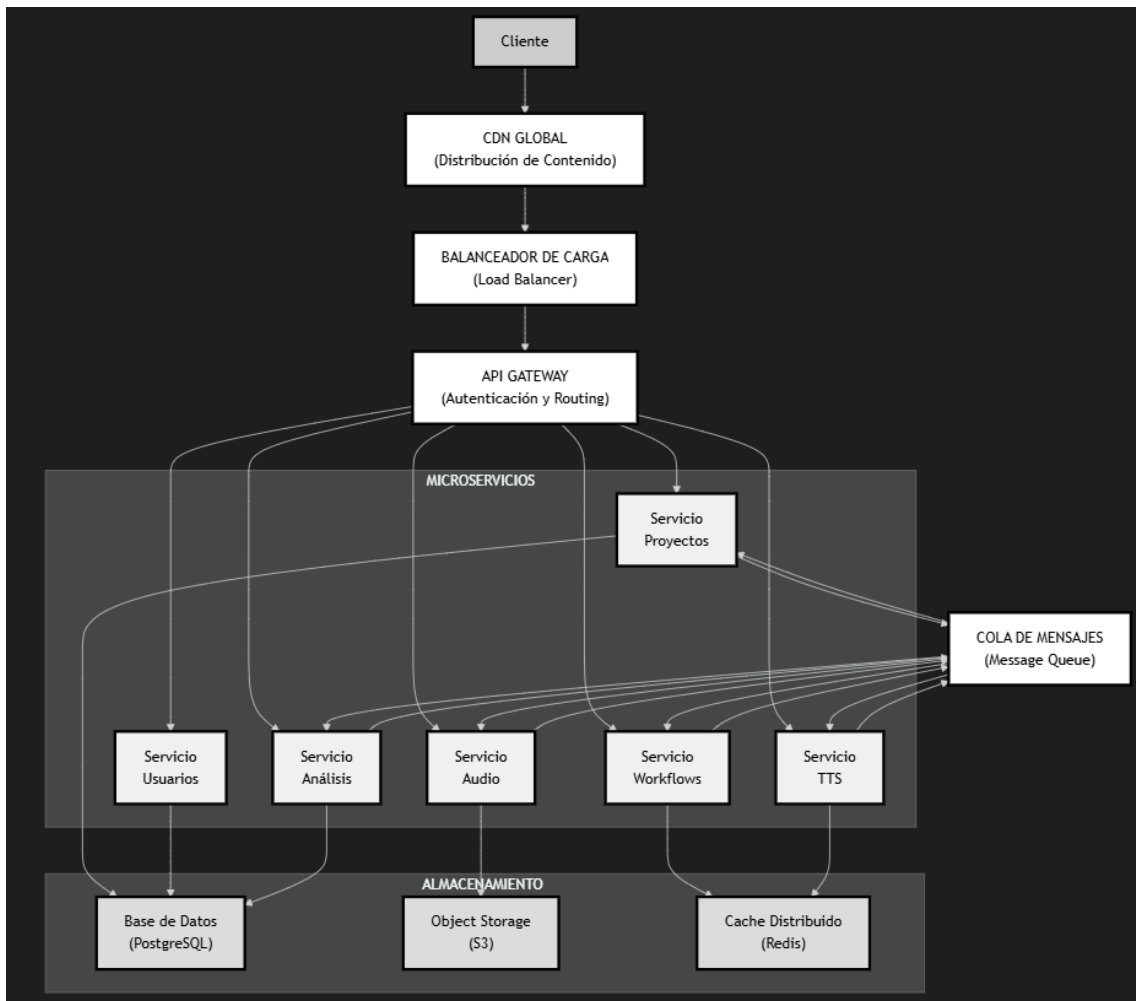 Cliente
CDN GLOBAL
(Distribución de Contenido)
BALANCEADOR DE CARGA
(Load Balancer)
API GATEWAY
(Autenticación y Routing)
MICROSERVICIOS
Servicio
Proyectos
COLA DE MENSAJES
(Message Queue)
Servicio
Usuarios
Servicio
Análisis
Servicio
Audio
Servicio
Workflows
Servicio
TTS
ALMACENAMIENTO
Base de Datos
(PostgreSQL)
Object Storage
(S3)
Cache Distribuido
(Redis)